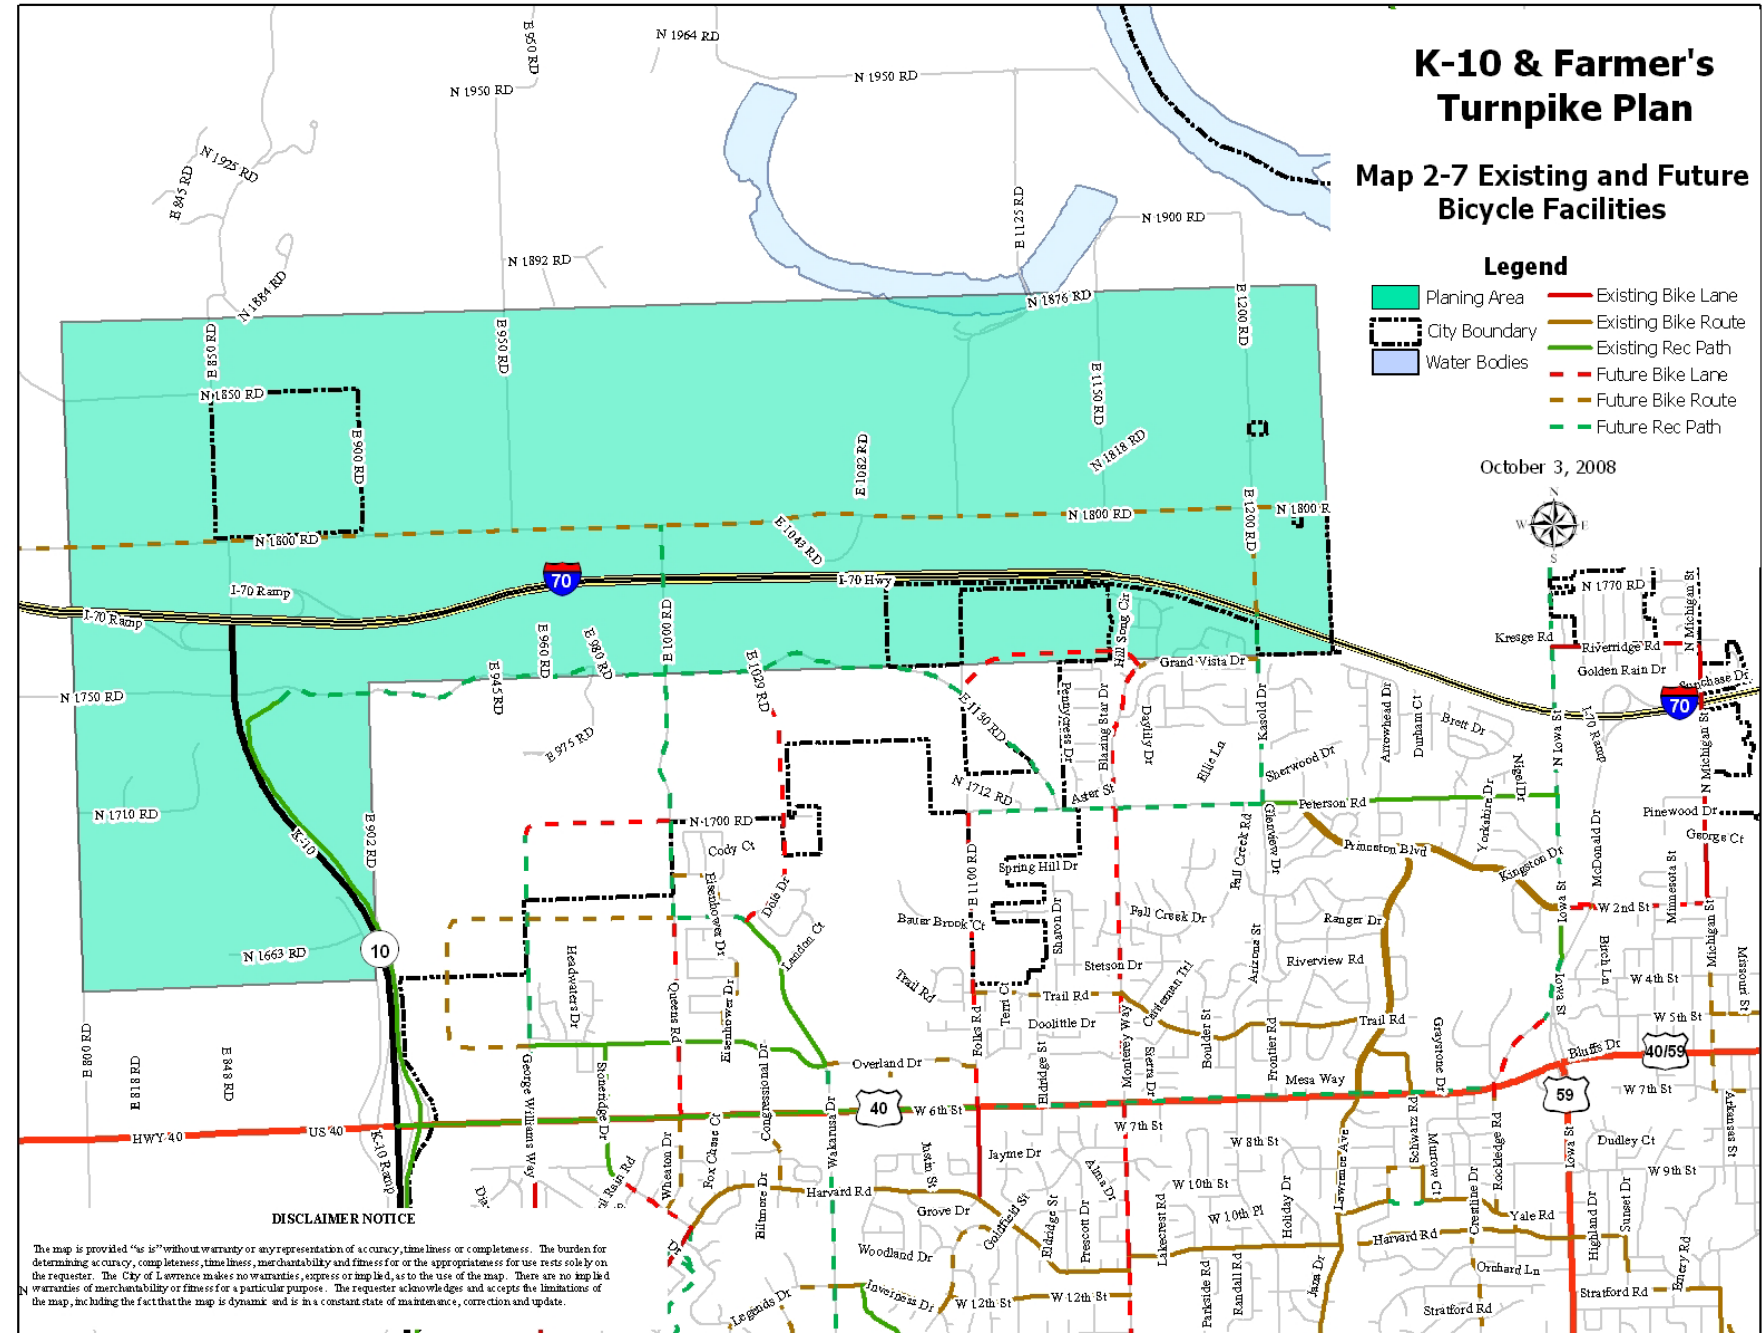 K-10 & Farmer's
Turnpike Plan
Map 2-7 Existing and Future
Bicycle Facilities
Legend
Planing Area
City Boundary
Water Bodies
Existing Bike Lane
Existing Bike Route
Existing Rec Path
Future Bike Lane
Future Bike Route
Future Rec Path
October 3, 2008
N
W
E
S
E 950 RD
N 1964 RD
N 1950 RD
N 1950 RD
N 1925 RD
E 845 RD
E 1125 RD
N 1900 RD
N 1892 RD
N 1884 RD
N 1876 RD
E 1200 RD
E 850 RD
E 950 RD
N 1850 RD
E 1150 RD
E 900 RD
E 1082 RD
N 1818 RD
N 1800 RD
E 1043 RD
N 1800 RD
E 1200 RD
N 1800 R
I-70 Ramp
70
I-70 Hwy
I-70 Ramp
E 960 RD
E 980 RD
E 1000 RD
Hill Song Cir
N 1770 RD
N Michigan St
Kresge Rd
Riverridge Rd
Golden Rain Dr
Sunchase Dr
N 1750 RD
E 945 RD
E 1029 RD
Grand Vista Dr
E 1130 RD
Pennycress Dr
Blazing Star Dr
Daylily Dr
Kasold Dr
Arrowhead Dr
Durham Ct
Brett Dr
N Iowa St
I-70 Ramp
70
N Michigan St
E 975 RD
Ellie Ln
Sherwood Dr
Nigel Dr
N 1712 RD
Aster St
Peterson Rd
Yorkshire Dr
Pinewood Dr
George Ct
N 1710 RD
K-10
E 902 RD
N 1700 RD
Cody Ct
Eisenhower Dr
Dole Dr
E 1100 RD
Spring Hill Dr
Fall Creek Rd
Glenview Dr
Princeton Blvd
Kingston Dr
McDonald Dr
Minnesota St
Iowa St
W 2nd St
Michigan St
N 1663 RD
10
Headwaters Dr
Landon Ct
Bauer Brook Ct
Sharon Dr
Fall Creek Dr
Arizona St
Ranger Dr
Riverview Rd
Birch Ln
W 4th St
Missouri St
Stetson Dr
Trail Rd
Queens Rd
Eisenhower Dr
Terri Ct
Trail Rd
Cattleman Trl
Iowa St
W 5th St
E 800 RD
E 818 RD
E 848 RD
George Williams Way
Stoneridge Dr
Congressional Dr
Overland Dr
Folks Rd
Doolittle Dr
Eldridge St
Monterey Way
Sierra Dr
Boulder St
Frontier Rd
Trail Rd
Mesa Way
Graystone Dr
Bluffs Dr
40/59
W 7th St
59
Arkansas St
HWY 40
US 40
K-10 Ramp
40
W 6th St
Wakarusa Dr
W 7th St
W 8th St
Lawrence Ave
Schwarz Rd
Murrow Ct
Rockledge Rd
Iowa St
Dudley Ct
W 9th St
Wheaton Dr
Fox Chase Ct
Biltmore Dr
Justin St
Jayme Dr
Alma Dr
W 10th St
Harvard Rd
Grove Dr
Goldfield St
Eldridge St
Prescott Dr
Lakecrest Rd
W 10th Pl
Holiday Dr
Crestline Dr
Yale Rd
Highland Dr
Sunset Dr
Harvard Rd
Orchard Ln
Emery Rd
Woodland Dr
Inverness Dr
Legends Dr
W 12th St
W 12th St
Parkside Rd
Randall Rd
Jana Dr
Stratford Rd
Stratford Rd
DISCLAIMER NOTICE
The map is provided "as is" without warranty or any representation of accuracy, timeliness or completeness. The burden for
determining accuracy, completeness, timeliness, merchantability and fitness for or the appropriateness for use rests solely on
the requester. The City of Lawrence makes no warranties, express or implied, as to the use of the map. There are no implied
warranties of merchantability or fitness for a particular purpose. The requester acknowledges and accepts the limitations of
the map, including the fact that the map is dynamic and is in a constant state of maintenance, correction and update.